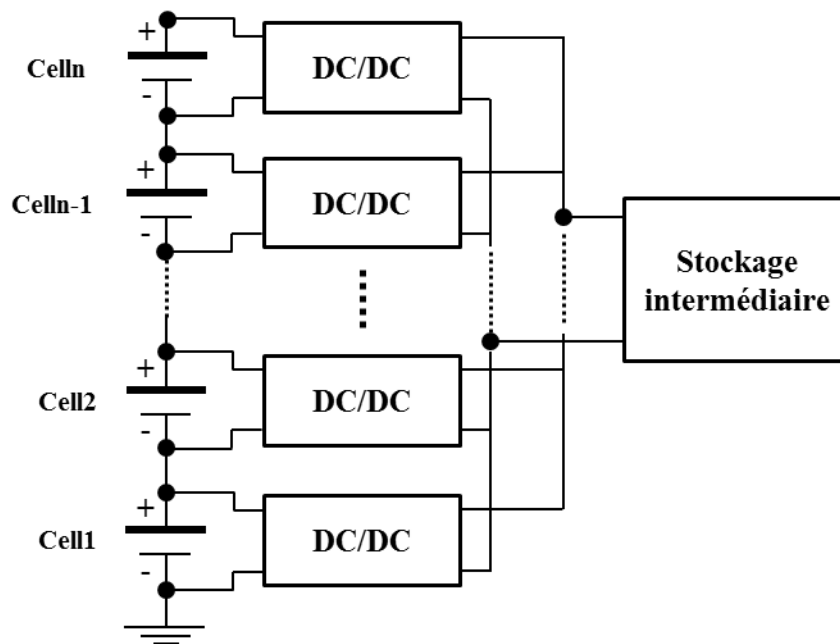 +
Celln
DC/DC
-
+
Celln-1
DC/DC
-
Stockage
intermédiaire
+
Cell2
DC/DC
-
+
Cell1
DC/DC
-